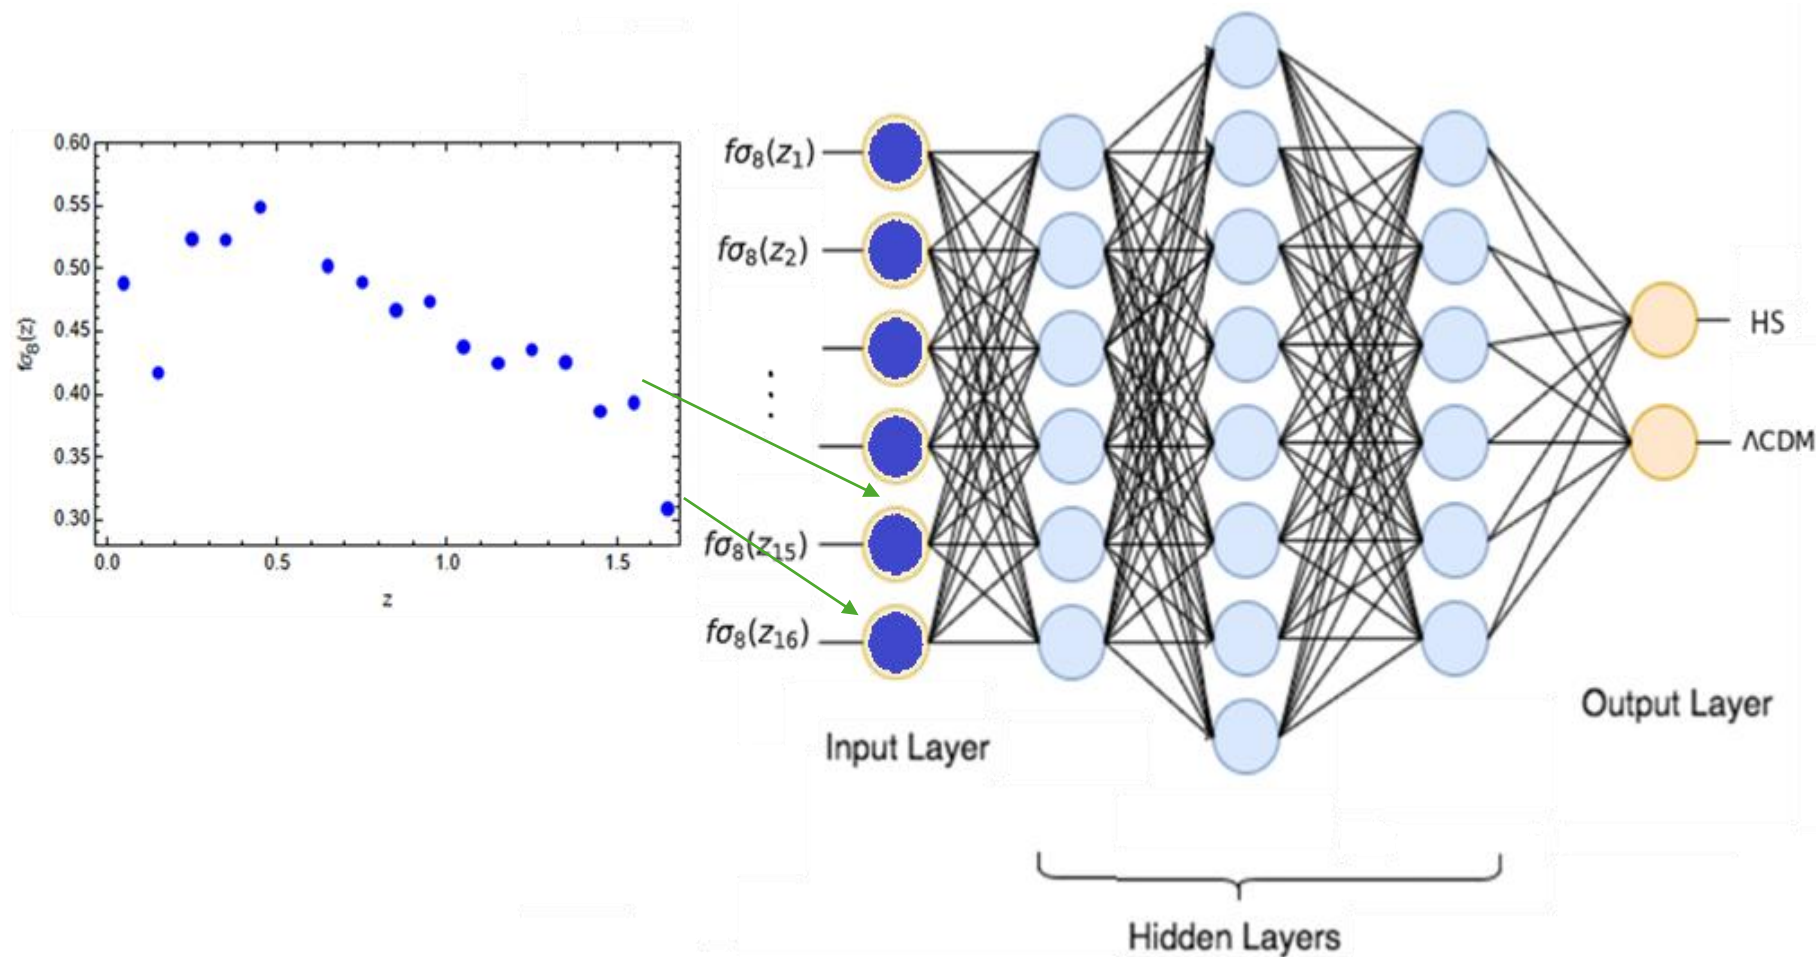 0.60
0.55
0.50
0.45
0.40
0.35
0.30
fσ₈(z)
0.0 0.5 1.0 1.5
z
fσ₈(z₁)
fσ₈(z₂)
⋮
fσ₈(z₁₅)
fσ₈(z₁₆)
Input Layer
Hidden Layers
HS
ΛCDM
Output Layer